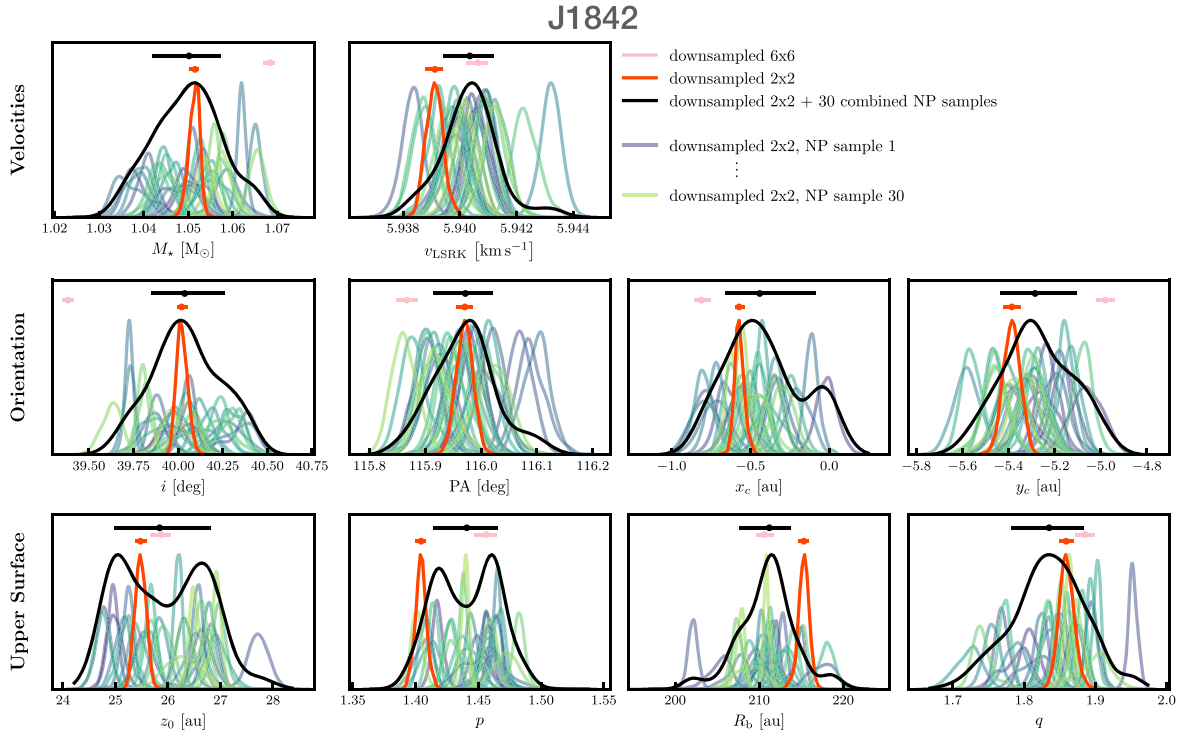 J1842
Velocities
1.02 1.03 1.04 1.05 1.06 1.07
M⋆ [M⊙]
5.938 5.940 5.942 5.944
vLSRK [km s−1]
downsampled 6x6
downsampled 2x2
downsampled 2x2 + 30 combined NP samples
downsampled 2x2, NP sample 1
⋮
downsampled 2x2, NP sample 30
Orientation
39.50 39.75 40.00 40.25 40.50 40.75
i [deg]
115.8 115.9 116.0 116.1 116.2
PA [deg]
−1.0 −0.5 0.0
xc [au]
−5.8 −5.6 −5.4 −5.2 −5.0 −4.8
yc [au]
Upper Surface
24 25 26 27 28
z0 [au]
1.35 1.40 1.45 1.50 1.55
p
200 210 220
Rb [au]
1.7 1.8 1.9 2.0
q